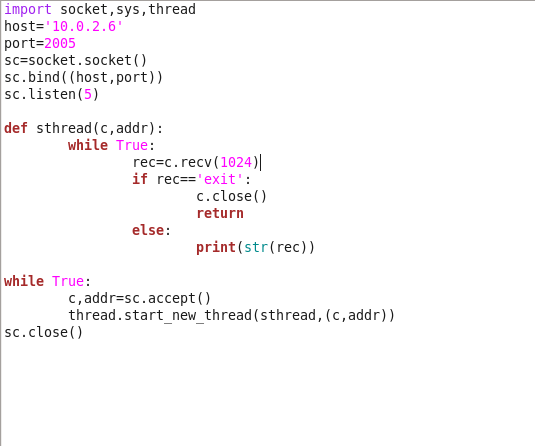 import socket,sys,thread
host='10.0.2.6'
port=2005
sc=socket.socket()
sc.bind((host,port))
sc.listen(5)

def sthread(c,addr):
        while True:
                rec=c.recv(1024)
                if rec=='exit':
                        c.close()
                        return
                else:
                        print(str(rec))

while True:
        c,addr=sc.accept()
        thread.start_new_thread(sthread,(c,addr))
sc.close()